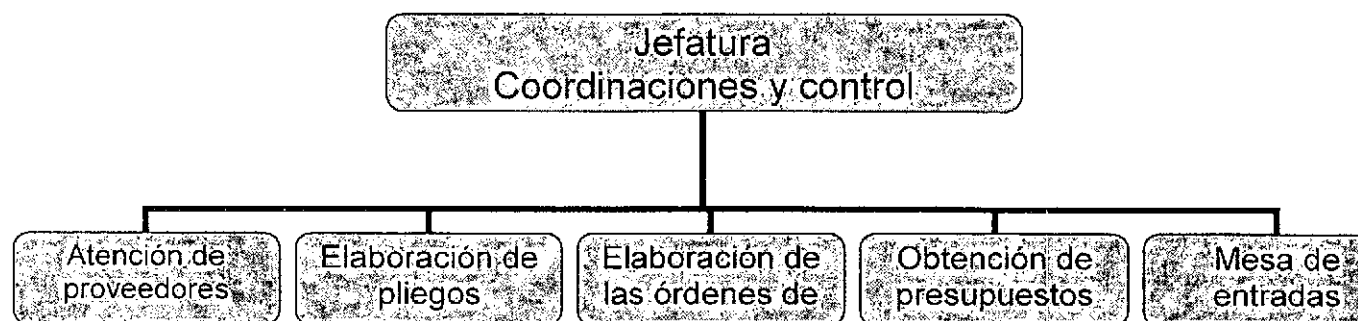 Jefatura
Coordinaciones y control
Atención de
proveedores
Elaboración de
pliegos
Elaboración de
las órdenes de
Obtención de
presupuestos
Mesa de
entradas